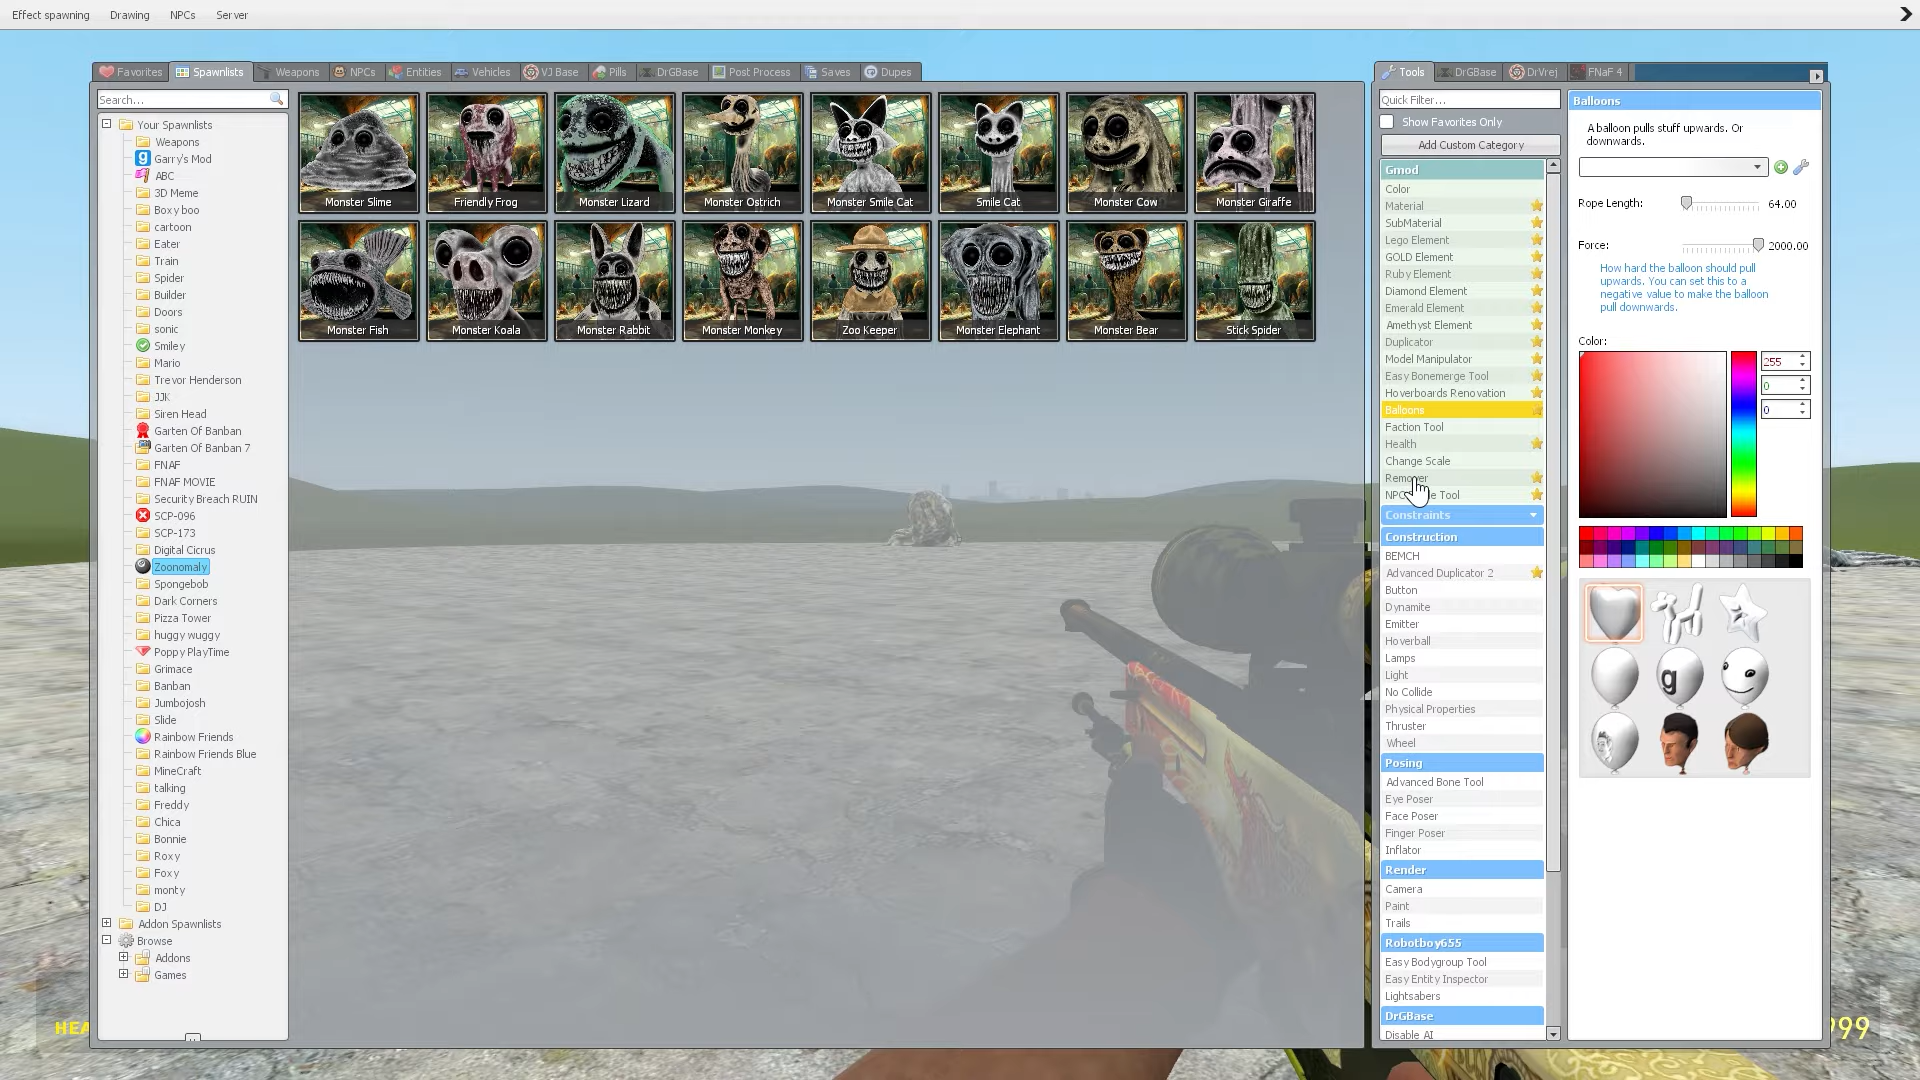 Effect spawning Drawing NPCs Server
Favorites Spawnlists Weapons NPCs Entities Vehicles VJ Base Pills DrGBase Post Process Saves Dupes
Search...
Your Spawnlists
Weapons
Garry's Mod
ABC
3D Meme
Boxy boo
cartoon
Eater
Train
Spider
Builder
Doors
sonic
Smiley
Mario
Trevor Henderson
JJK
Siren Head
Garten Of Banban
Garten Of Banban 7
FNAF
FNAF MOVIE
Security Breach RUIN
SCP-096
SCP-173
Digital Cicrus
Zoonomaly
Spongebob
Dark Corners
Pizza Tower
huggy wuggy
Poppy PlayTime
Grimace
Banban
Jumbojosh
Slide
Rainbow Friends
Rainbow Friends Blue
MineCraft
talking
Freddy
Chica
Bonnie
Roxy
Foxy
monty
DJ
Addon Spawnlists
Browse
Addons
Games
Monster Slime Friendly Frog Monster Lizard Monster Ostrich Monster Smile Cat Smile Cat Monster Cow Monster Giraffe
Monster Fish Monster Koala Monster Rabbit Monster Monkey Zoo Keeper Monster Elephant Monster Bear Stick Spider
Tools DrGBase DrVrej FNaF 4
Quick Filter...
Show Favorites Only
Add Custom Category
Gmod
Color
Material
SubMaterial
Lego Element
GOLD Element
Ruby Element
Diamond Element
Emerald Element
Amethyst Element
Duplicator
Model Manipulator
Easy Bonemerge Tool
Hoverboards Renovation
Balloons
Faction Tool
Health
Change Scale
Remover
Tool
Constraints
Construction
BEMCH
Advanced Duplicator 2
Button
Dynamite
Emitter
Hoverball
Lamps
Light
No Collide
Physical Properties
Thruster
Wheel
Posing
Advanced Bone Tool
Eye Poser
Face Poser
Finger Poser
Inflator
Render
Camera
Paint
Trails
Robotboy655
Easy Bodygroup Tool
Easy Entity Inspector
Lightsabers
DrGBase
Disable AI
Balloons
A balloon pulls stuff upwards. Or
downwards.
Rope Length: 64.00
Force: 2000.00
How hard the balloon should pull
upwards. You can set this to a
negative value to make the balloon
pull downwards.
Color:
255
0
0
g